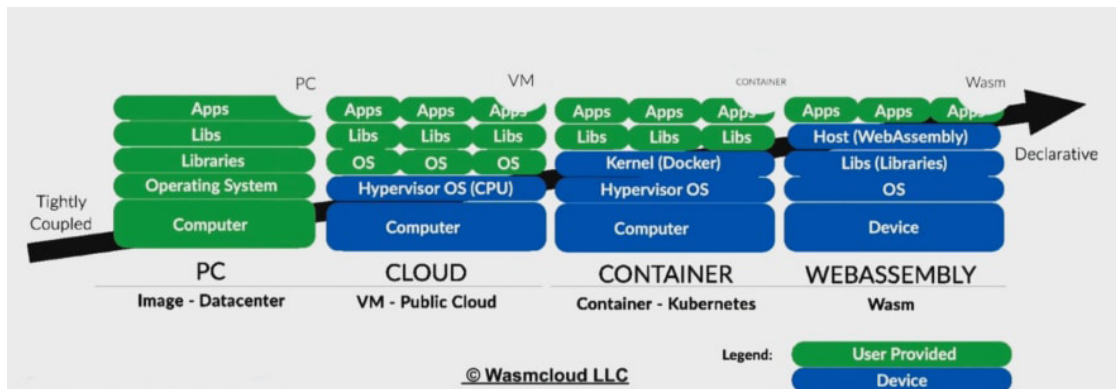 PC
VM
CONTAINER
Wasm
Apps
Apps Apps Apps
Apps Apps Apps
Apps Apps Apps
Libs
Libs Libs Libs
Libs Libs Libs
Host (WebAssembly)
Libraries
OS OS OS
Kernel (Docker)
Libs (Libraries)
Declarative
Operating System
Hypervisor OS (CPU)
Hypervisor OS
OS
Tightly
Coupled
Computer
Computer
Computer
Device
PC
CLOUD
CONTAINER
WEBASSEMBLY
Image - Datacenter
VM - Public Cloud
Container - Kubernetes
Wasm
Legend:
User Provided
Device
© Wasmcloud LLC